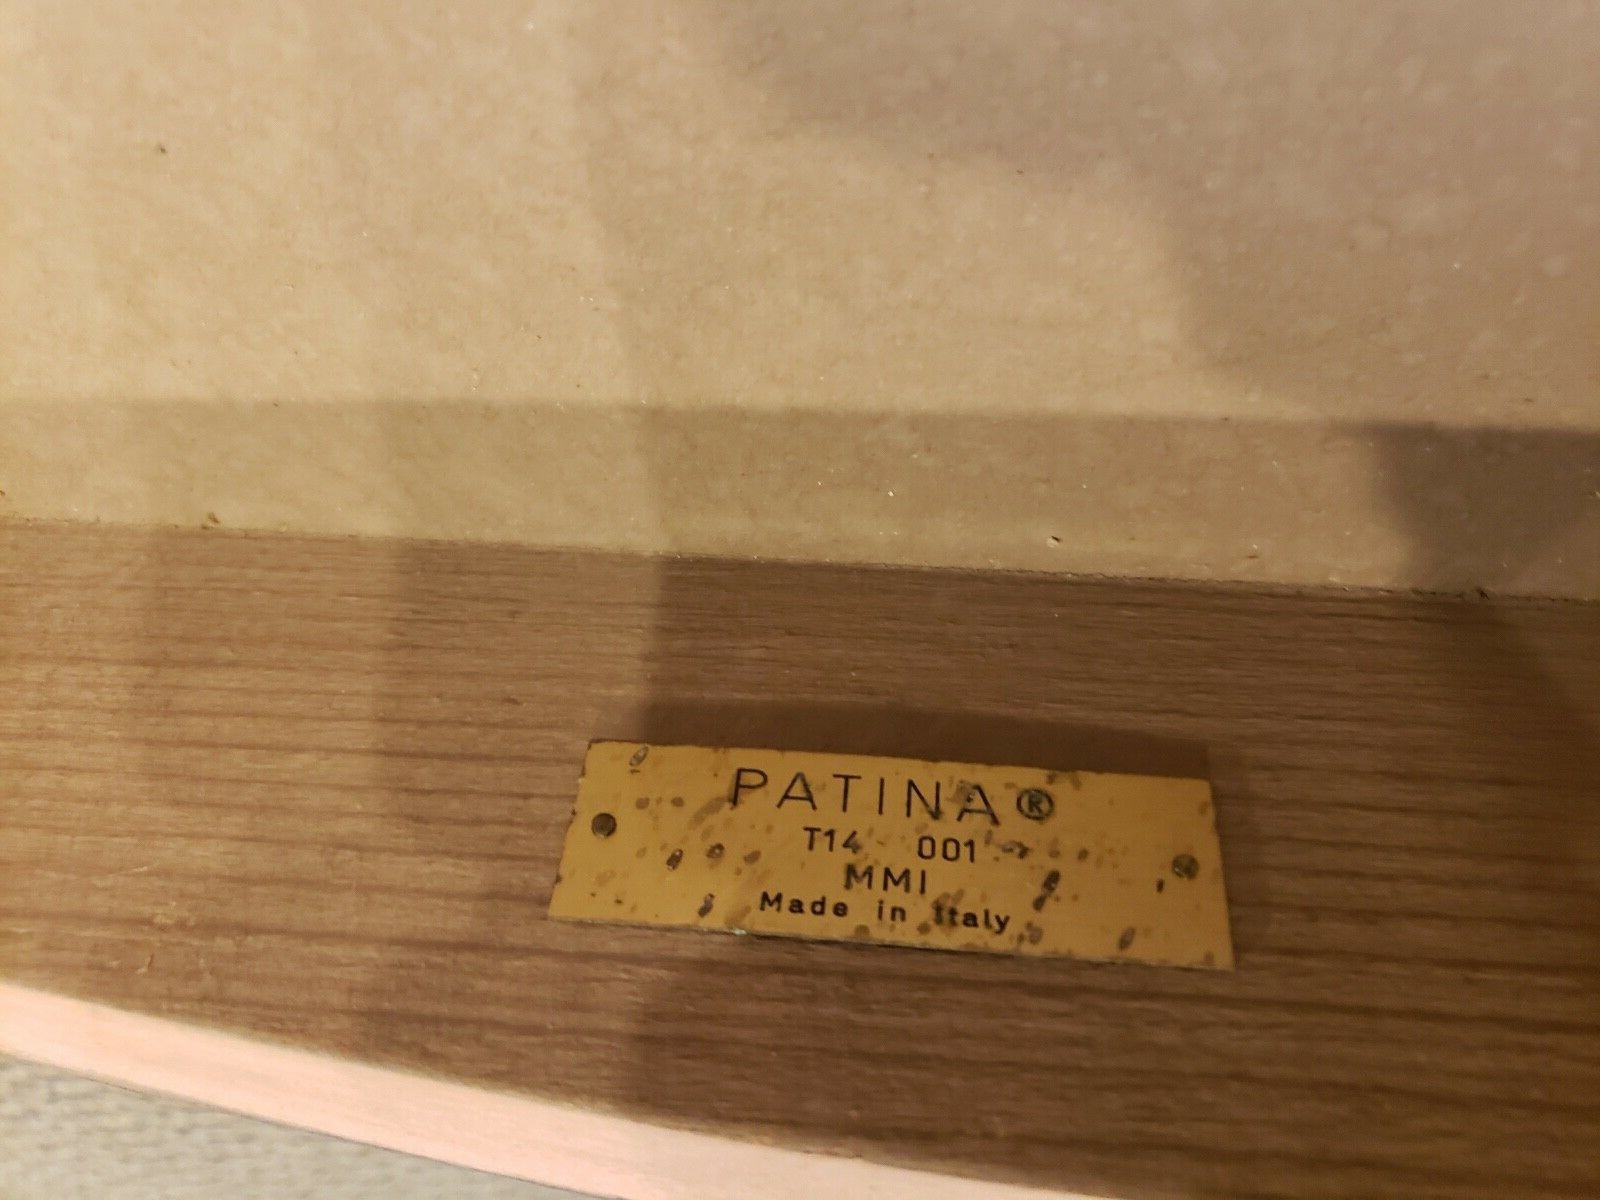 PATINA®
T14 001
MMI
Made in Italy